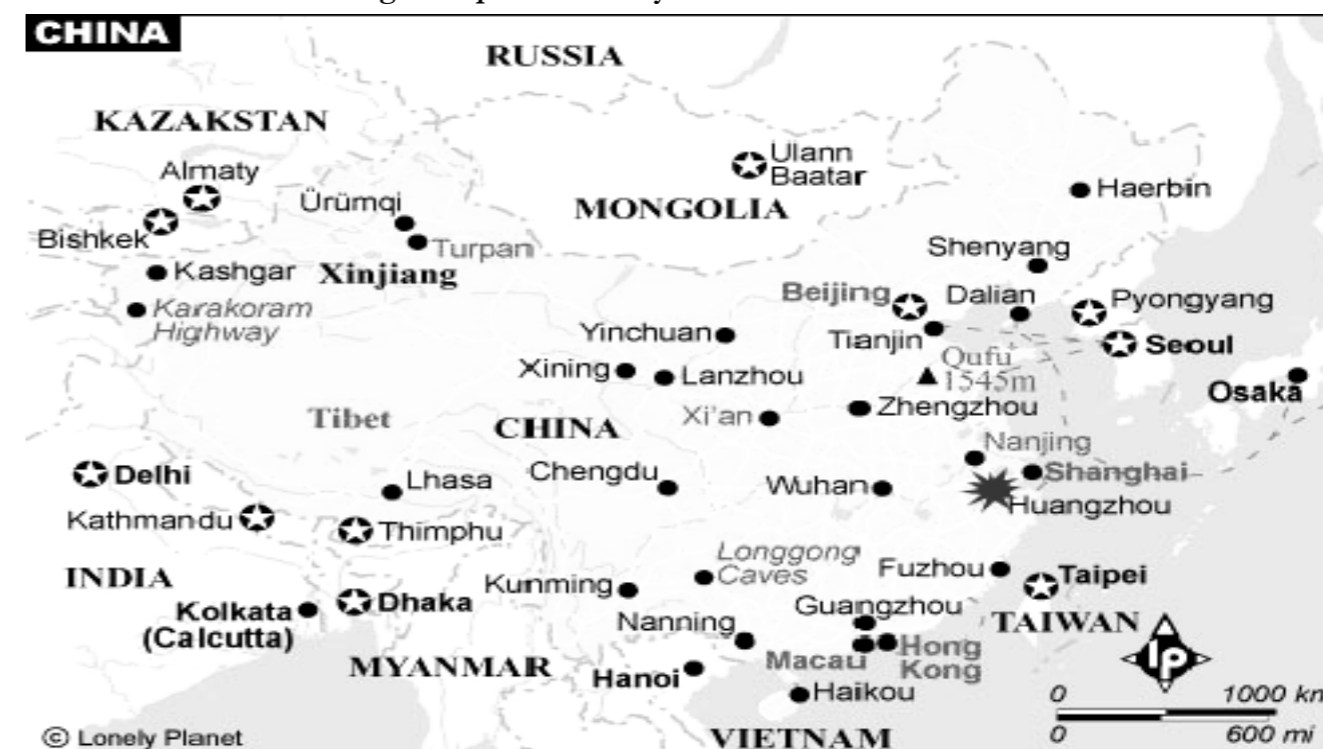 CHINA
RUSSIA
KAZAKSTAN
Almaty
Ulann
Baatar
Ürümqi
MONGOLIA
Haerbin
Bishkek
Turpan
Shenyang
Kashgar
Xinjiang
Beijing
Dalian
Pyongyang
Karakoram
Highway
Yinchuan
Tianjin
Seoul
Qufu
1545m
Xining
Lanzhou
Osaka
Tibet
CHINA
Xi'an
Zhengzhou
Nanjing
Delhi
Lhasa
Chengdu
Wuhan
Shanghai
Huangzhou
Kathmandu
Thimphu
Longgong
Caves
Fuzhou
Taipei
INDIA
Kunming
Kolkata
(Calcutta)
Dhaka
Guangzhou
TAIWAN
Nanning
Macau
Hong
Kong
MYANMAR
Hanoi
Haikou
lp
0 1000 km
0 600 mi
© Lonely Planet
VIETNAM